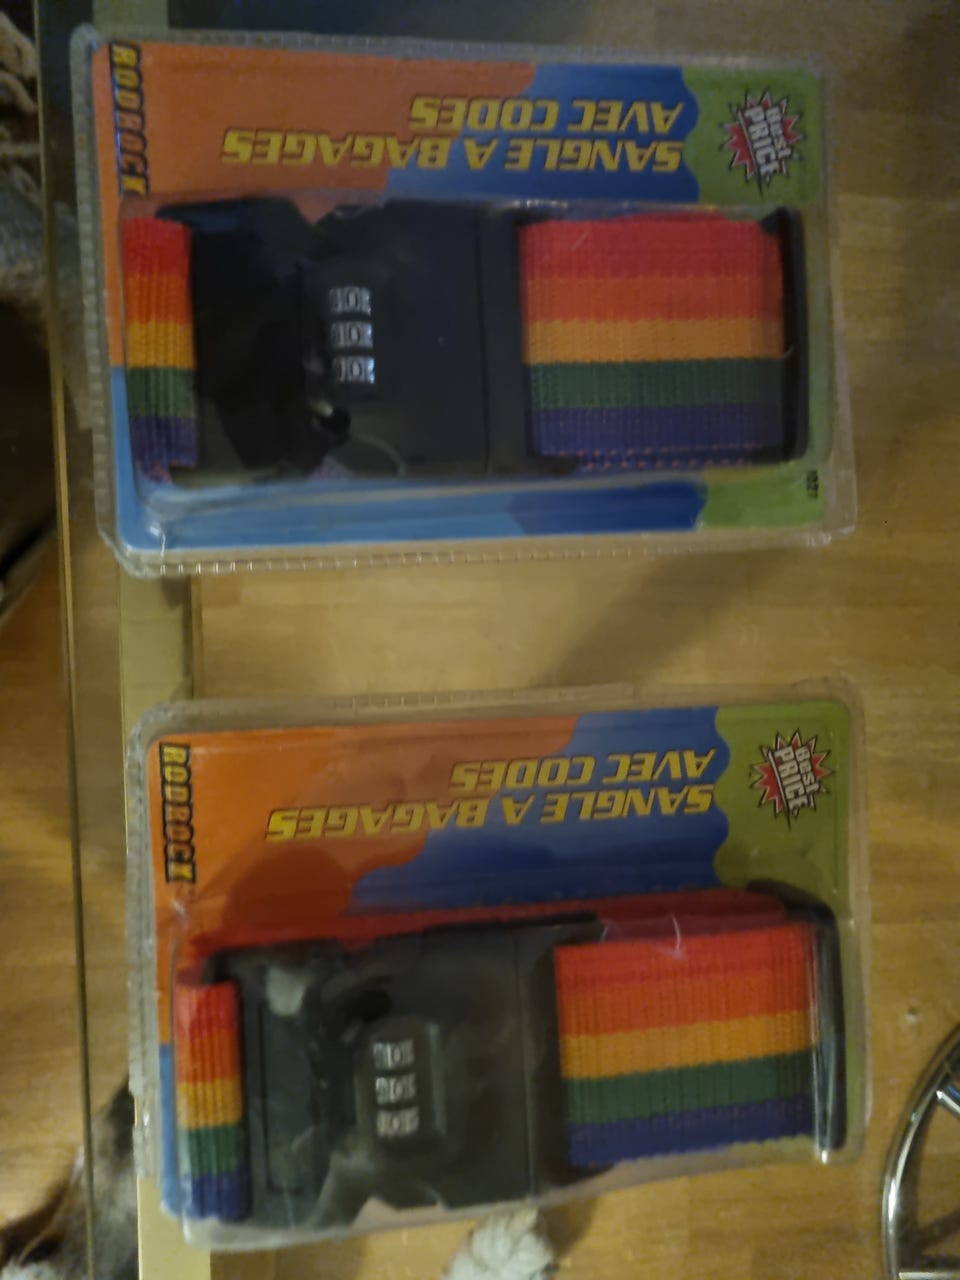 RODROCK
SANGLE A BAGAGES
AVEC CODES
Best
PRICE
RODROCK
SANGLE A BAGAGES
AVEC CODES
Best
PRICE